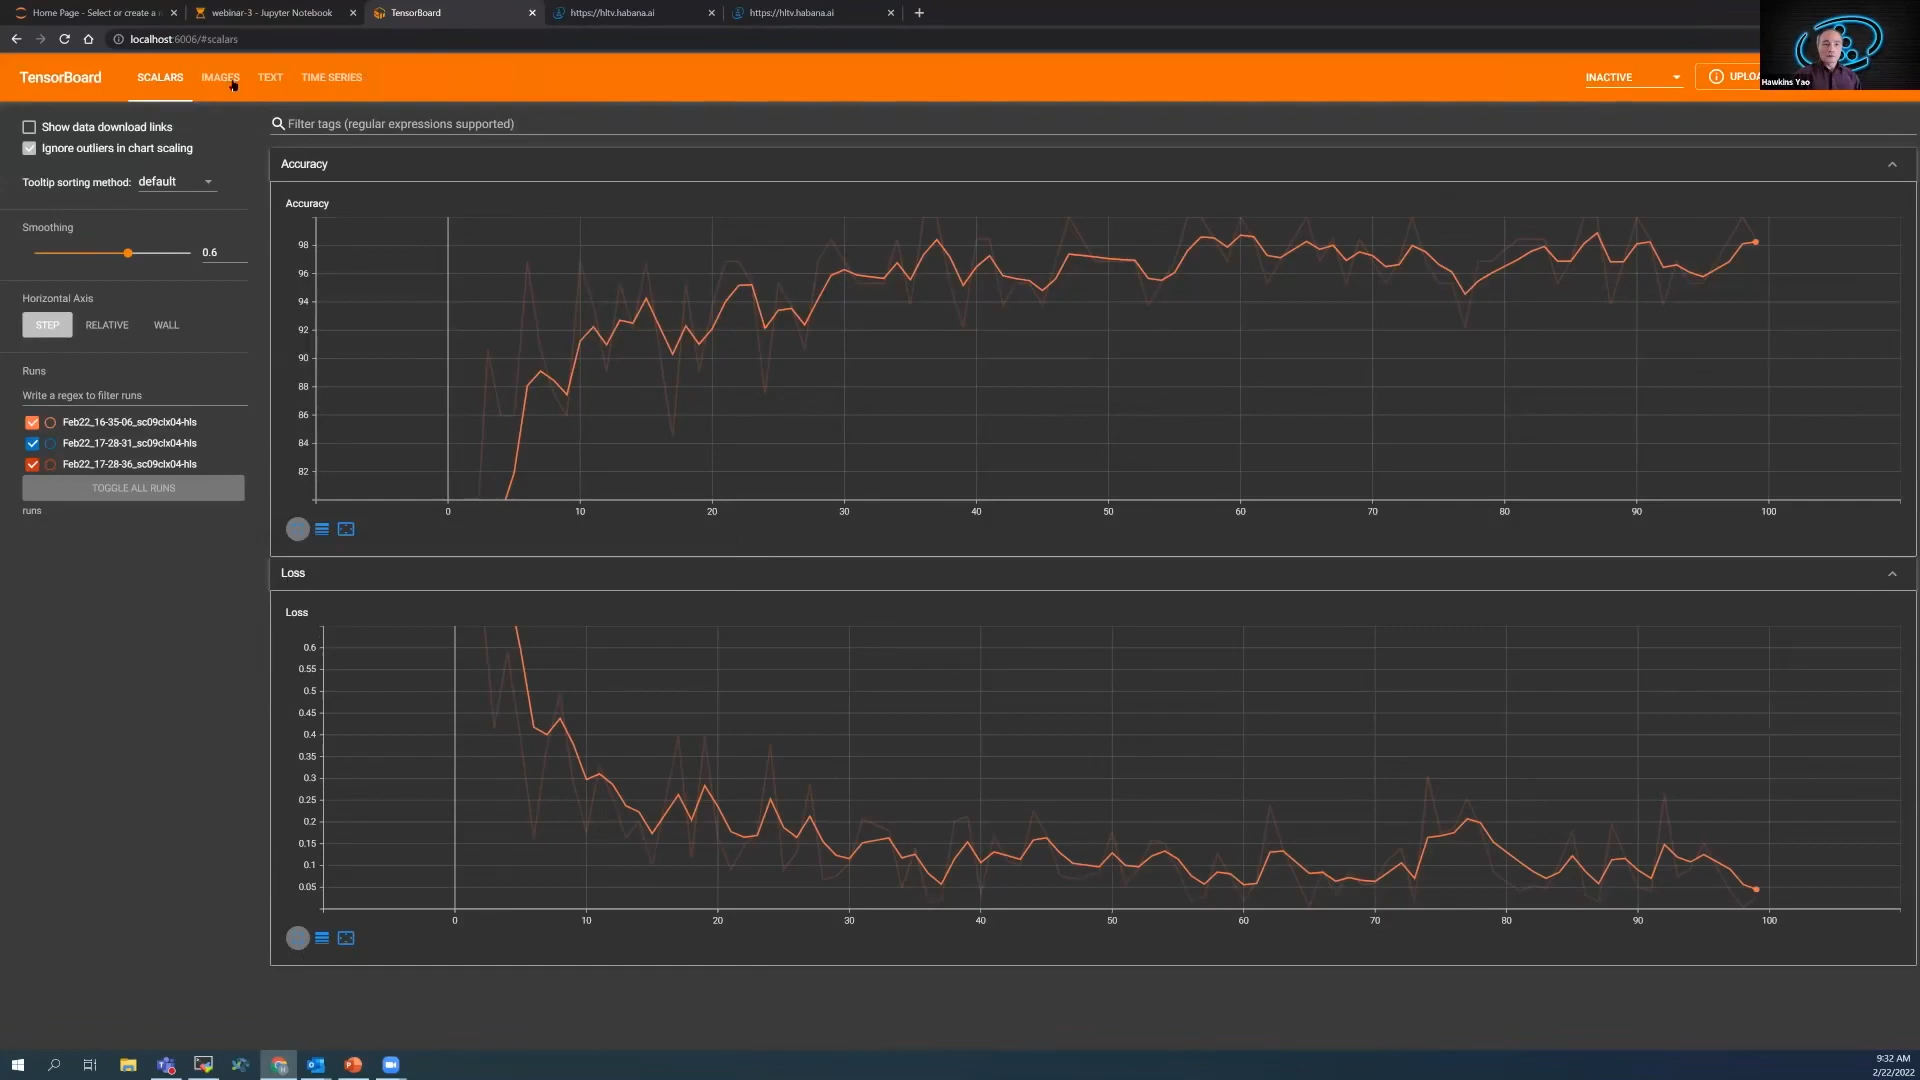 Home Page - Select or create a n
webinar-3 - Jupyter Notebook
TensorBoard
https://hltv.habana.ai
https://hltv.habana.ai
localhost:6006/#scalars
TensorBoard
SCALARS
IMAGES
TEXT
TIME SERIES
INACTIVE
UPLO
Hawkins Yao
Show data download links
Ignore outliers in chart scaling
Tooltip sorting method: default
Smoothing
0.6
Horizontal Axis
STEP
RELATIVE
WALL
Runs
Write a regex to filter runs
Feb22_16-35-06_sc09clx04-hls
Feb22_17-28-31_sc09clx04-hls
Feb22_17-28-36_sc09clx04-hls
TOGGLE ALL RUNS
runs
Filter tags (regular expressions supported)
Accuracy
Accuracy
98
96
94
92
90
88
86
84
82
0 10 20 30 40 50 60 70 80 90 100
Loss
Loss
0.6
0.55
0.5
0.45
0.4
0.35
0.3
0.25
0.2
0.15
0.1
0.05
0 10 20 30 40 50 60 70 80 90 100
9:32 AM
2/22/2022